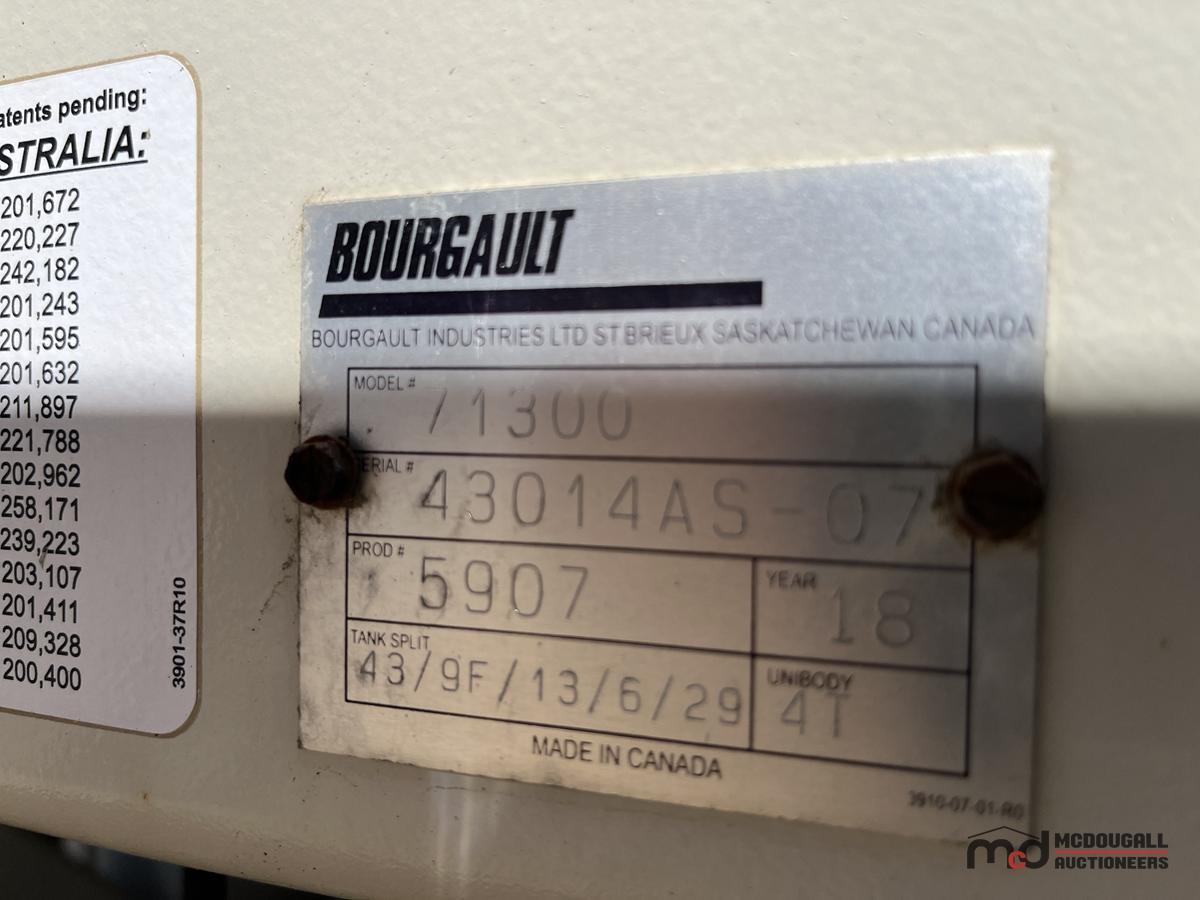 atents pending:
STRALIA:
201,672
220,227
242,182
201,243
201,595
201,632
211,897
221,788
202,962
258,171
239,223
203,107
201,411
209,328
200,400
3901-37R10
BOURGAULT
BOURGAULT INDUSTRIES LTD ST BRIEUX SASKATCHEWAN CANADA
MODEL # 71300
ERIAL # 43014AS-07
PROD # 5907 YEAR 18
TANK SPLIT 43/9F/13/6/29 UNIBODY 4T
MADE IN CANADA
3910-07-01-R0
mcd MCDOUGALL
AUCTIONEERS